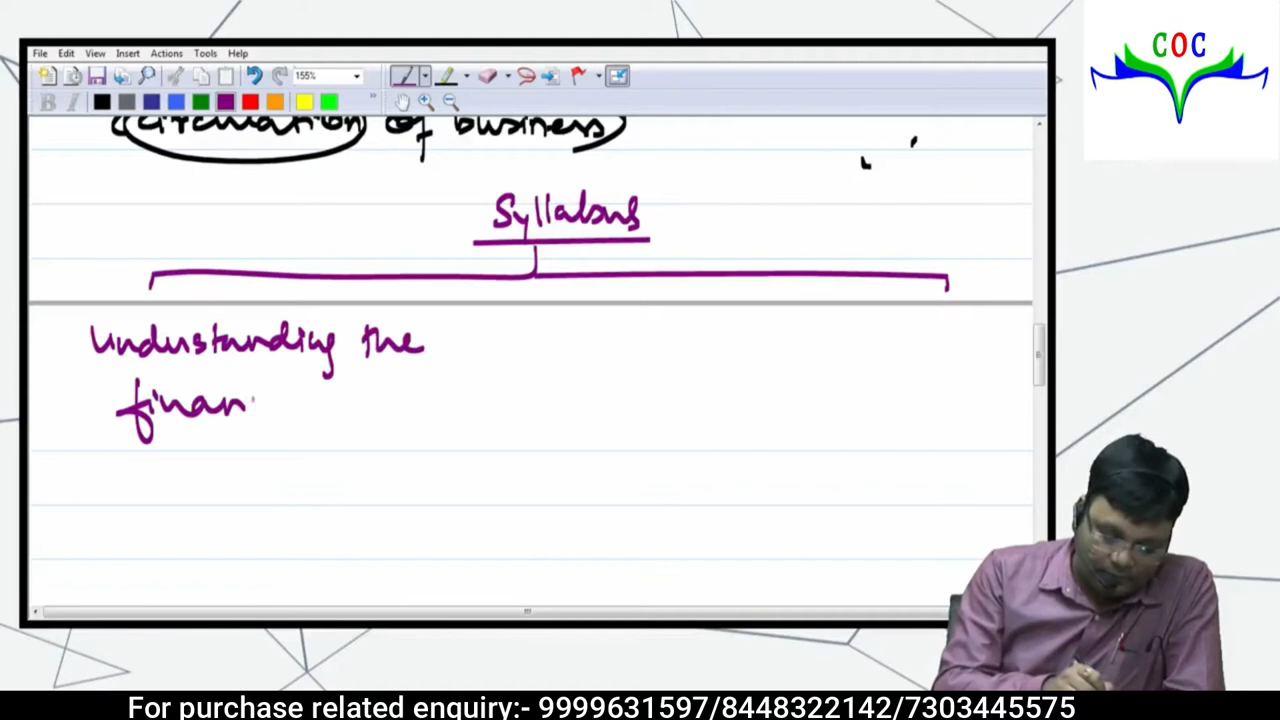 COC
File Edit View Insert Actions Tools Help
155%
B I
(circulation) of business
Syllabus
understanding the
finan
For purchase related enquiry:- 9999631597/8448322142/7303445575